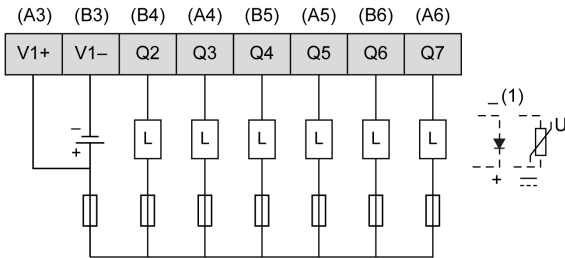 (A3) (B3) (B4) (A4) (B5) (A5) (B6) (A6)
V1+ V1– Q2 Q3 Q4 Q5 Q6 Q7
– (1)
L L L L L L U
–
+
+